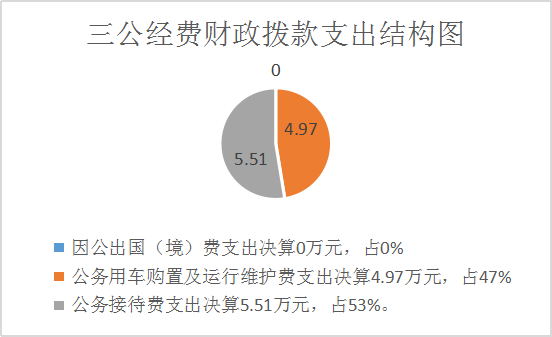 三公经费财政拨款支出结构图
0
4.97
5.51
因公出国（境）费支出决算0万元，占0%
公务用车购置及运行维护费支出决算4.97万元，占47%
公务接待费支出决算5.51万元，占53%。